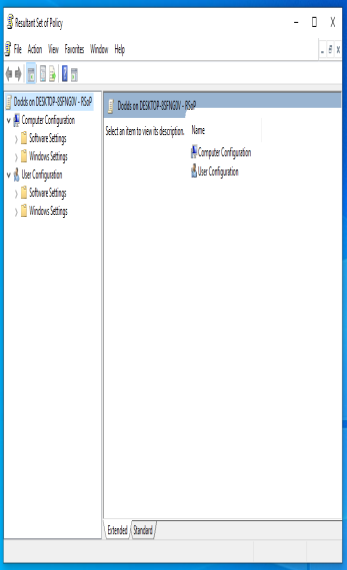 Resultant Set of Policy
File Action View Favorites Window Help
Dodds on DESKTOP-8SFNG0V - RSoP
Computer Configuration
Software Settings
Windows Settings
User Configuration
Software Settings
Windows Settings
Dodds on DESKTOP-8SFNG0V - RSoP
Select an item to view its description.
Name
Computer Configuration
User Configuration
Extended Standard